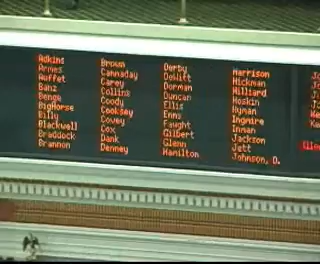 Adkins
Armes
Auffet
Banz
Benge
BigHorse
Billy
Blackwell
Braddock
Brannon
Brown
Cannaday
Carey
Collins
Coody
Cooksey
Covey
Cox
Dank
Denney
Derby
DeWitt
Dorman
Duncan
Ellis
Enns
Faught
Gilbert
Glenn
Hamilton
Harrison
Hickman
Hilliard
Hoskin
Hyman
Ingmire
Inman
Jackson
Jett
Johnson, D.